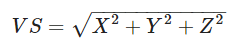 VS = √(X² + Y² + Z²)